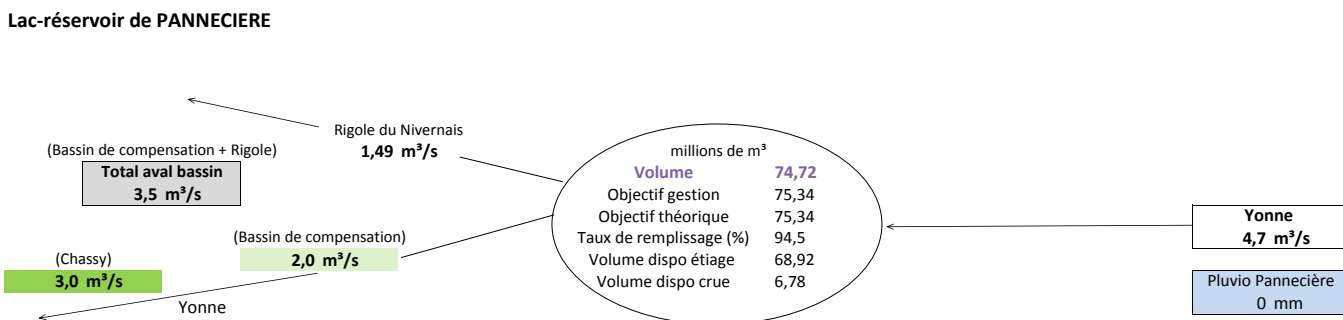 Lac-réservoir de PANNECIERE
Rigole du Nivernais
1,49 m³/s
(Bassin de compensation + Rigole)
Total aval bassin
3,5 m³/s
millions de m³
Volume 74,72
Objectif gestion 75,34
Objectif théorique 75,34
Taux de remplissage (%) 94,5
Volume dispo étiage 68,92
Volume dispo crue 6,78
Yonne
4,7 m³/s
(Bassin de compensation)
2,0 m³/s
(Chassy)
3,0 m³/s
Yonne
Pluvio Pannecière
0 mm